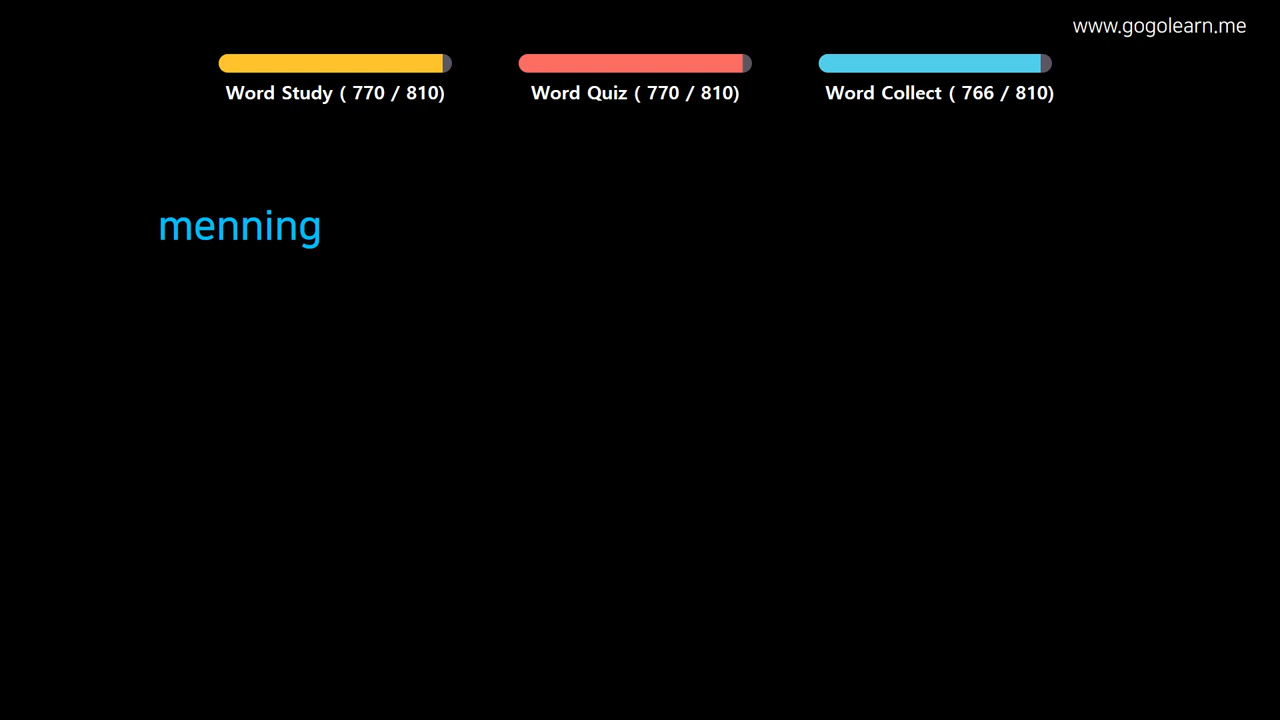 www.gogolearn.me
Word Study ( 770 / 810)
Word Quiz ( 770 / 810)
Word Collect ( 766 / 810)
menning